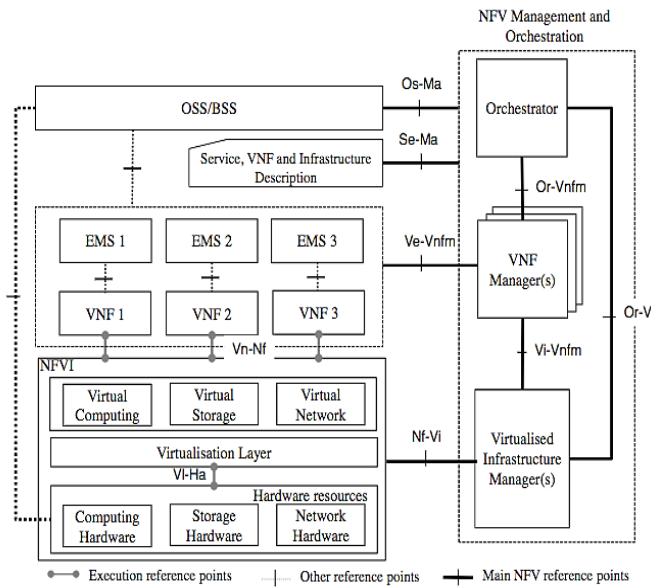 NFV Management and
Orchestration
OSS/BSS
Os-Ma
Orchestrator
Se-Ma
Service, VNF and Infrastructure
Description
Or-Vnfm
EMS 1
EMS 2
EMS 3
Ve-Vnfm
VNF
Manager(s)
VNF 1
VNF 2
VNF 3
Or-V
Vn-Nf
Vi-Vnfm
NFVI
Virtual
Computing
Virtual
Storage
Virtual
Network
Nf-Vi
Virtualised
Infrastructure
Manager(s)
Virtualisation Layer
Vl-Ha
Hardware resources
Computing
Hardware
Storage
Hardware
Network
Hardware
Execution reference points
Other reference points
Main NFV reference points